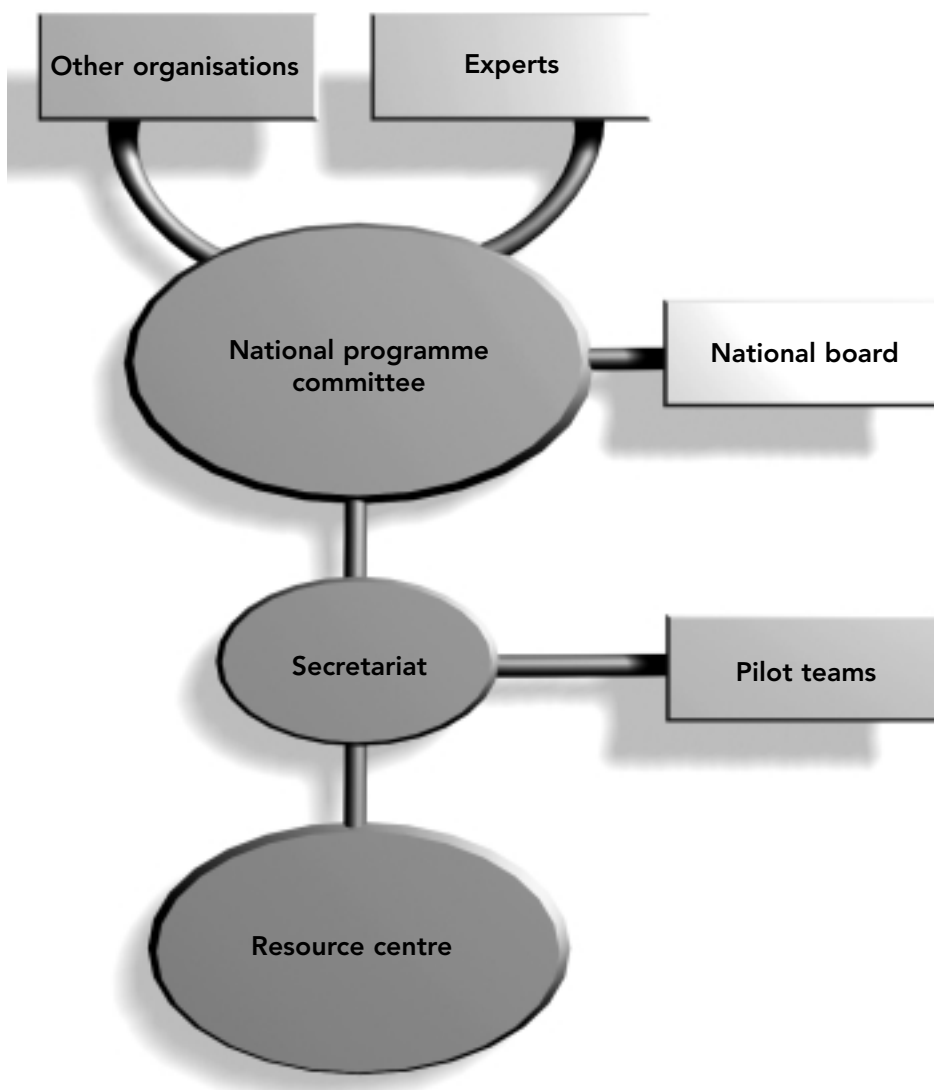 Other organisations
Experts
National programme
committee
National board
Secretariat
Pilot teams
Resource centre